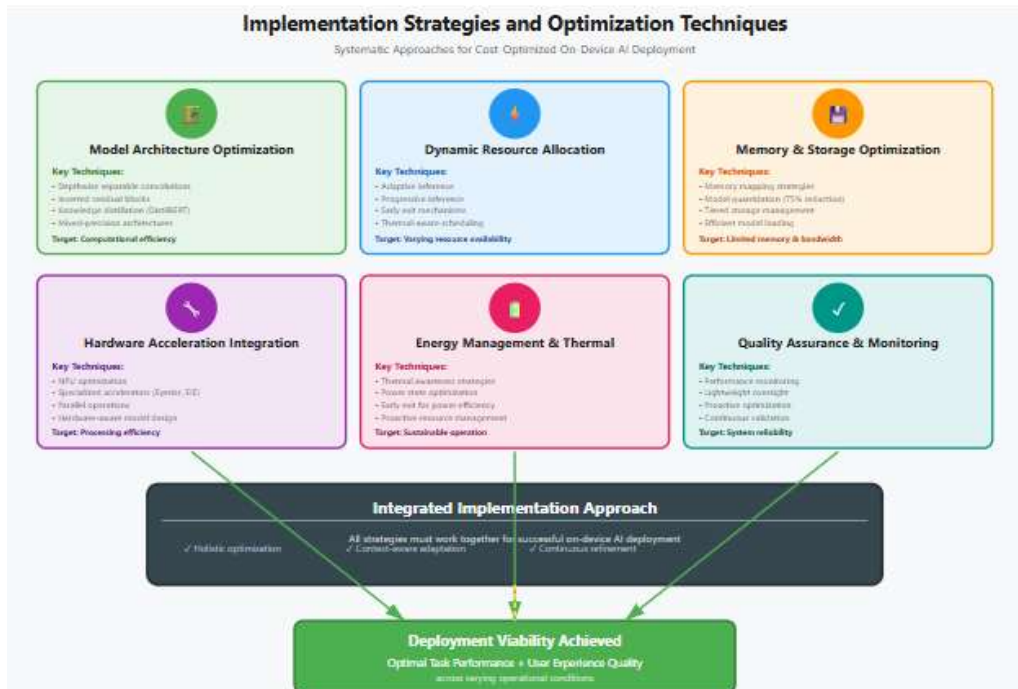 Implementation Strategies and Optimization Techniques
Systematic Approaches for Cost-Optimized On-Device AI Deployment
Model Architecture Optimization
Key Techniques:
• Depthwise separable convolutions
• Inverted residual blocks
• Knowledge distillation (DistilBERT)
• Mixed-precision architectures
Target: Computational efficiency
Dynamic Resource Allocation
Key Techniques:
• Adaptive inference
• Progressive inference
• Early exit mechanisms
• Thermal-aware scheduling
Target: Varying resource availability
Memory & Storage Optimization
Key Techniques:
• Memory mapping strategies
• Model quantization (75% reduction)
• Tiered storage management
• Efficient model loading
Target: Limited memory & bandwidth
Hardware Acceleration Integration
Key Techniques:
• NPU optimization
• Specialized accelerators (Eyeriss, EIE)
• Parallel operations
• Hardware-aware model design
Target: Processing efficiency
Energy Management & Thermal
Key Techniques:
• Thermal awareness strategies
• Power state optimization
• Early exit for power efficiency
• Proactive resource management
Target: Sustainable operation
Quality Assurance & Monitoring
Key Techniques:
• Performance monitoring
• Lightweight oversight
• Proactive optimization
• Continuous validation
Target: System reliability
Integrated Implementation Approach
All strategies must work together for successful on-device AI deployment
✓ Holistic optimization ✓ Context-aware adaptation ✓ Continuous refinement
Deployment Viability Achieved
Optimal Task Performance + User Experience Quality
across varying operational conditions